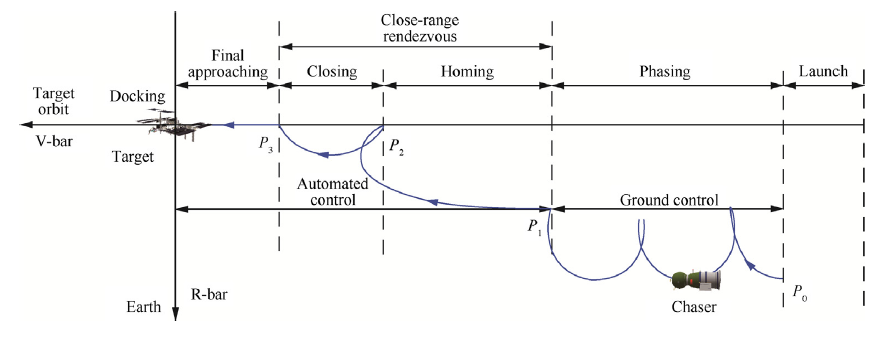 Close-range
rendezvous
Final
approaching
Closing
Homing
Phasing
Launch
Target
orbit
Docking
V-bar
Target
P3
P2
Automated
control
Ground control
P1
P0
Chaser
Earth
R-bar